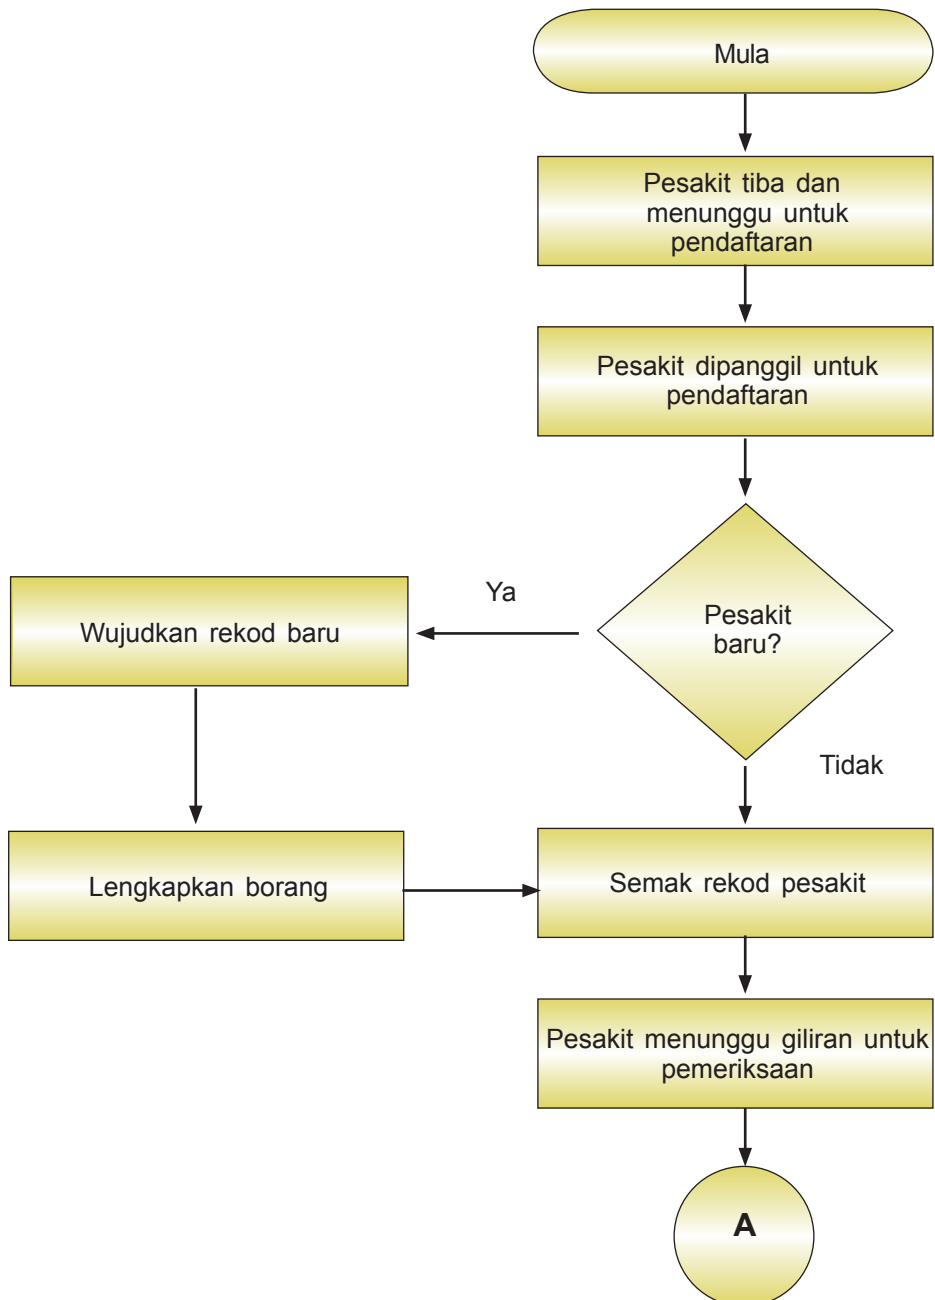 Mula
Pesakit tiba dan
menunggu untuk
pendaftaran
Pesakit dipanggil untuk
pendaftaran
Pesakit
baru?
Ya
Wujudkan rekod baru
Tidak
Lengkapkan borang
Semak rekod pesakit
Pesakit menunggu giliran untuk
pemeriksaan
A